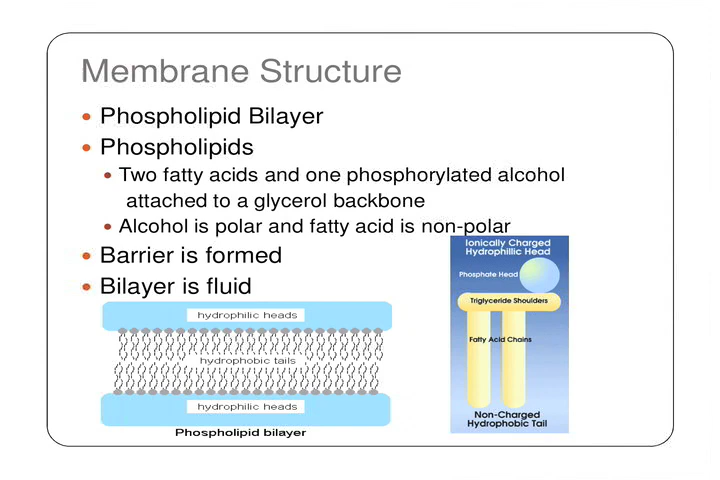 Membrane Structure
• Phospholipid Bilayer
• Phospholipids
• Two fatty acids and one phosphorylated alcohol
attached to a glycerol backbone
• Alcohol is polar and fatty acid is non-polar
• Barrier is formed
• Bilayer is fluid
hydrophilic heads
hydrophobic tails
hydrophilic heads
Phospholipid bilayer
Ionically Charged
Hydrophillic Head
Phosphate Head
Triglyceride Shoulders
Fatty Acid Chains
Non-Charged
Hydrophobic Tail